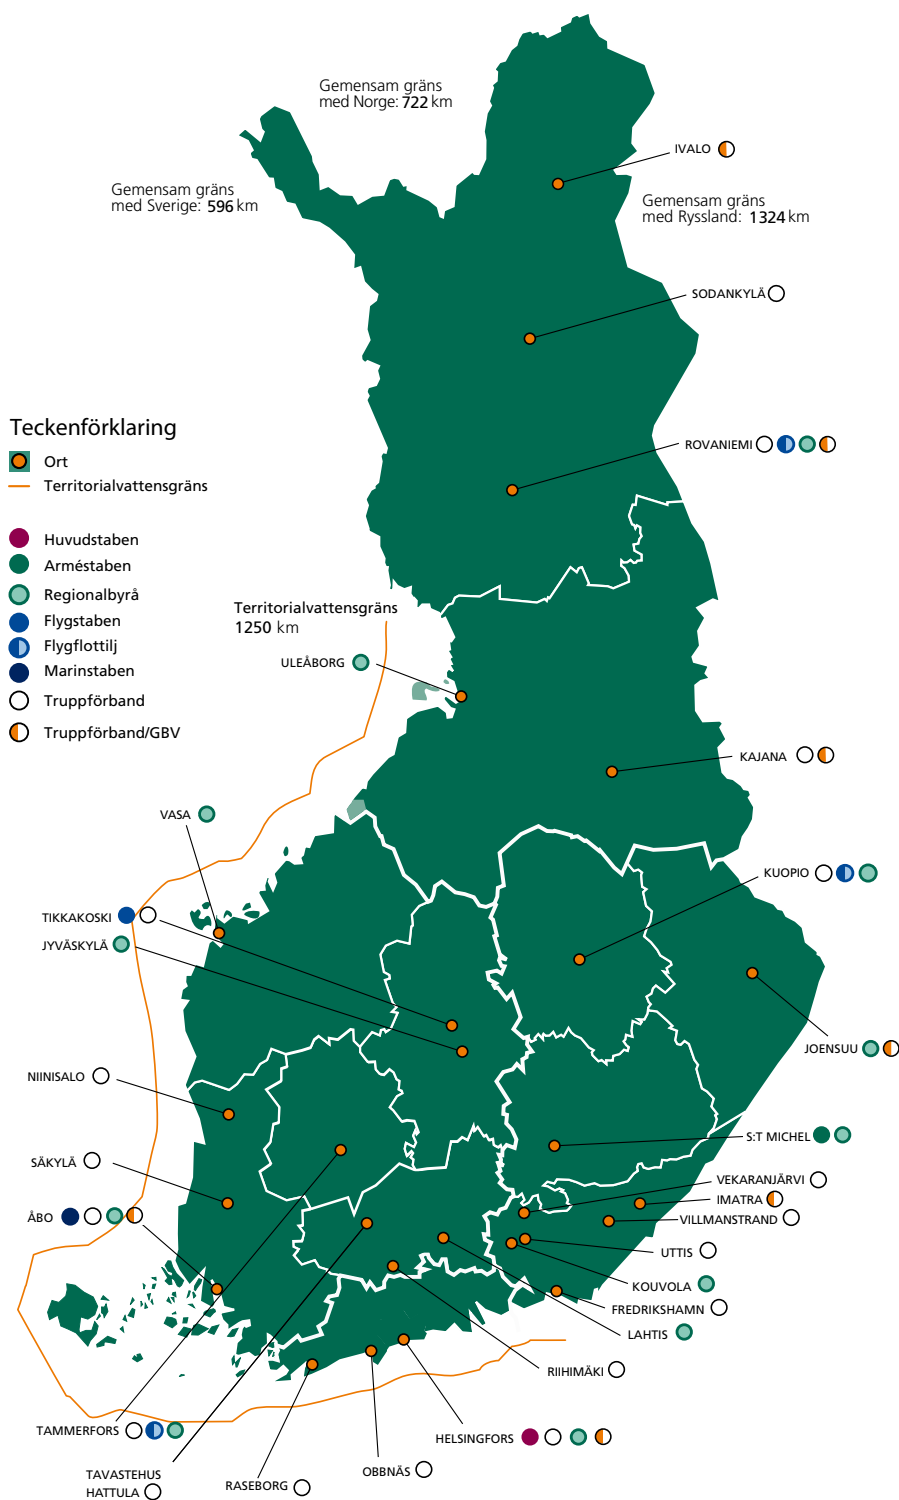 Gemensam gräns
med Norge: 722 km
IVALO
Gemensam gräns
med Sverige: 596 km
Gemensam gräns
med Ryssland: 1324 km
SODANKYLÄ
Teckenförklaring
Ort
Territorialvattensgräns
Huvudstaben
Arméstaben
Regionalbyrå
Flygstaben
Flygflottilj
Marinstaben
Truppförband
Truppförband/GBV
ROVANIEMI
Territorialvattensgräns
1250 km
ULEÅBORG
KAJANA
VASA
KUOPIO
TIKKAKOSKI
JYVÄSKYLÄ
JOENSUU
NIINISALO
S:T MICHEL
SÄKYLÄ
VEKARANJÄRVI
IMATRA
VILLMANSTRAND
ÅBO
UTTIS
KOUVOLA
FREDRIKSHAMN
LAHTIS
RIIHIMÄKI
TAMMERFORS
HELSINGFORS
OBBNÄS
TAVASTEHUS
HATTULA
RASEBORG